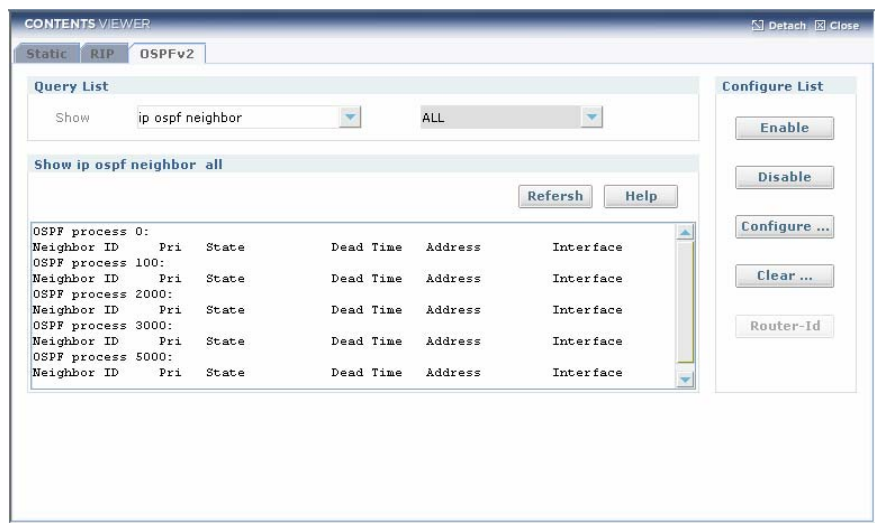 CONTENTS VIEWER
Detach Close
Static RIP OSPFv2
Query List
Show ip ospf neighbor ALL
Show ip ospf neighbor all
Refersh Help
OSPF process 0:
Neighbor ID Pri State Dead Time Address Interface
OSPF process 100:
Neighbor ID Pri State Dead Time Address Interface
OSPF process 2000:
Neighbor ID Pri State Dead Time Address Interface
OSPF process 3000:
Neighbor ID Pri State Dead Time Address Interface
OSPF process 5000:
Neighbor ID Pri State Dead Time Address Interface
Configure List
Enable
Disable
Configure ...
Clear ...
Router-Id